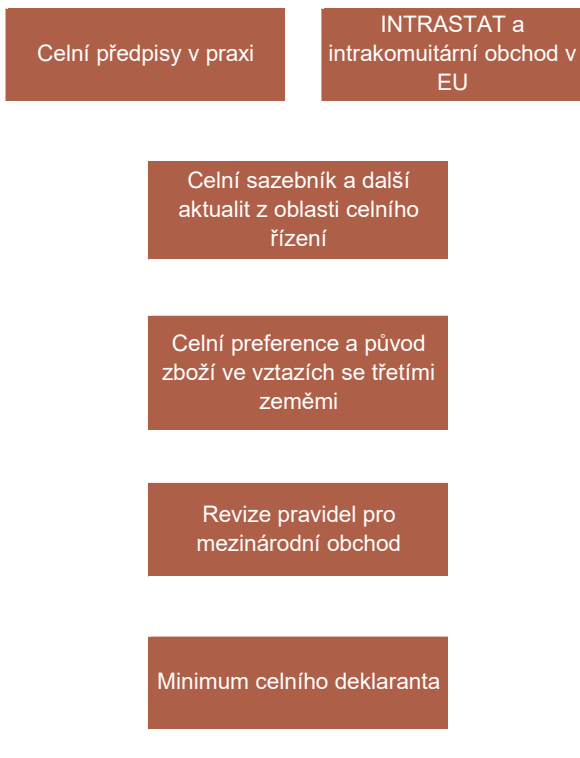 Celní předpisy v praxi
INTRASTAT a
intrakomuitární obchod v
EU
Celní sazebník a další
aktualit z oblasti celního
řízení
Celní preference a původ
zboží ve vztazích se třetími
zeměmi
Revize pravidel pro
mezinárodní obchod
Minimum celního deklaranta